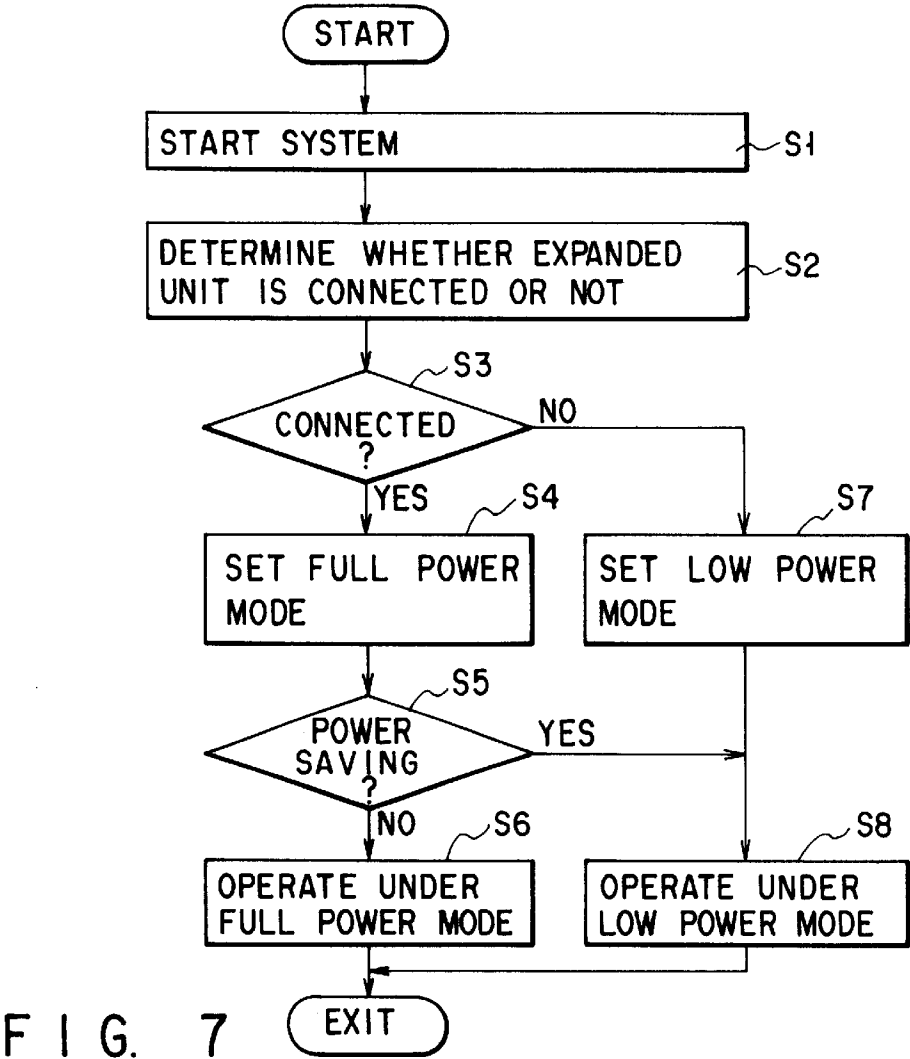 START
START SYSTEM
S1
DETERMINE WHETHER EXPANDED
UNIT IS CONNECTED OR NOT
S2
S3
CONNECTED
?
NO
YES
S4
SET FULL POWER
MODE
S7
SET LOW POWER
MODE
S5
POWER
SAVING
?
YES
NO
S6
OPERATE UNDER
FULL POWER MODE
S8
OPERATE UNDER
LOW POWER MODE
EXIT
FIG. 7